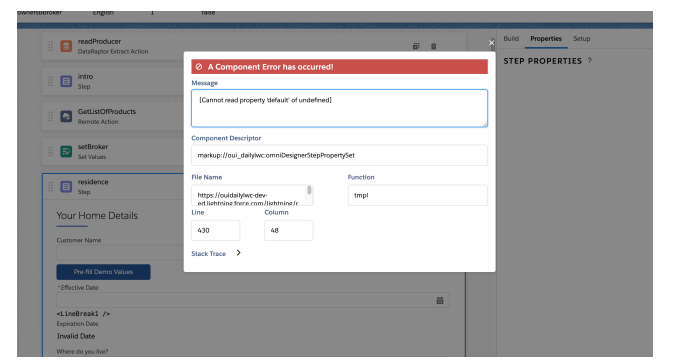 ownersBroker English 1 false
readProducer
DataRaptor Extract Action
intro
Step
GetListOfProducts
Remote Action
setBroker
Set Values
residence
Step
Your Home Details
Customer Name
Pre-fill Demo Values
*Effective Date
<LineBreak1 />
Expiration Date
Invalid Date
Where do you live?
A Component Error has occurred!
Message
[Cannot read property 'default' of undefined]
Component Descriptor
markup://oui_dailylwc:omniDesignerStepPropertySet
File Name
Function
https://ouidailylwc-dev-
ed.lightning.force.com/lightning/r
tmpl
Line
Column
430
48
Stack Trace
Build Properties Setup
STEP PROPERTIES ?